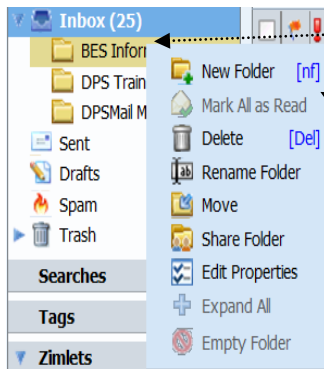 Inbox (25)
BES Inforr
DPS Train
DPSMail M
Sent
Drafts
Spam
Trash
Searches
Tags
Zimlets
New Folder [nf]
Mark All as Read
Delete [Del]
Rename Folder
Move
Share Folder
Edit Properties
Expand All
Empty Folder